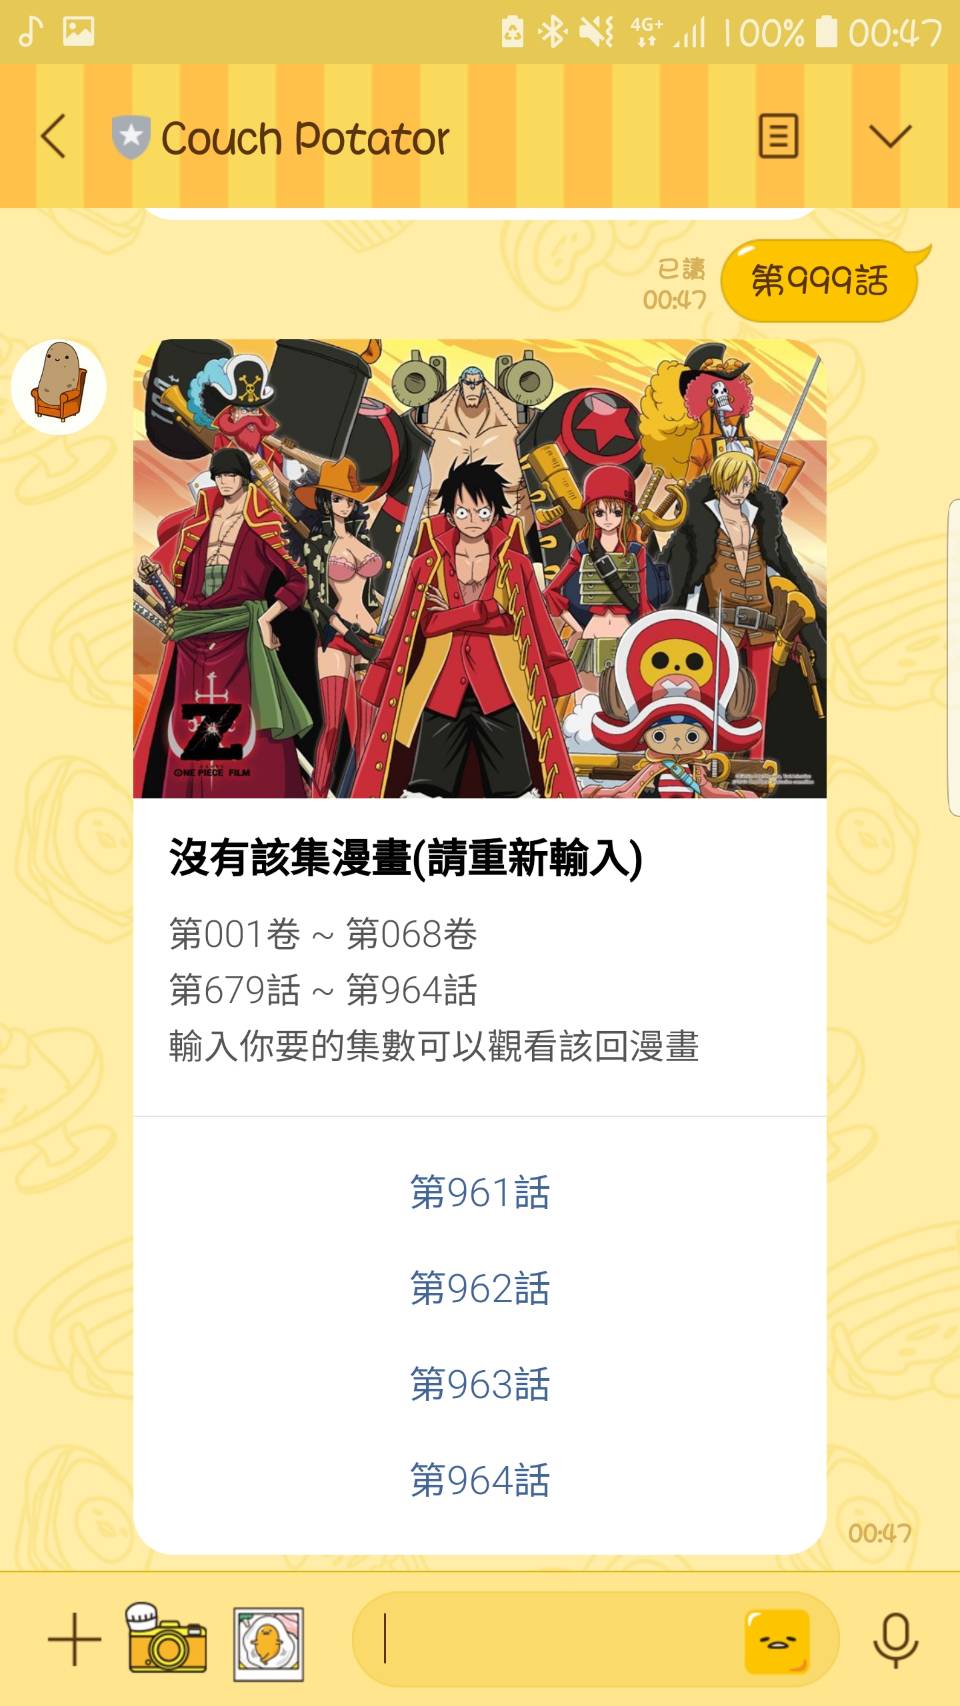 4G+ 100% 00:47
Couch Potator
已讀
00:47
第999話
Z
ONE PIECE FILM
沒有該集漫畫(請重新輸入)
第001卷 ~ 第068卷
第679話 ~ 第964話
輸入你要的集數可以觀看該回漫畫
第961話
第962話
第963話
第964話
00:47